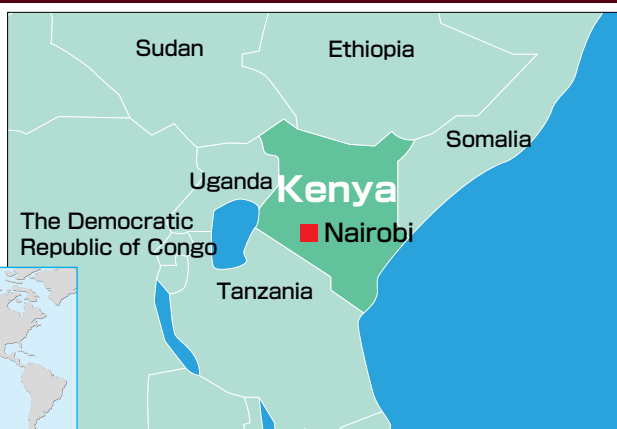 Sudan
Ethiopia
Somalia
Uganda
Kenya
The Democratic
Republic of Congo
Nairobi
Tanzania